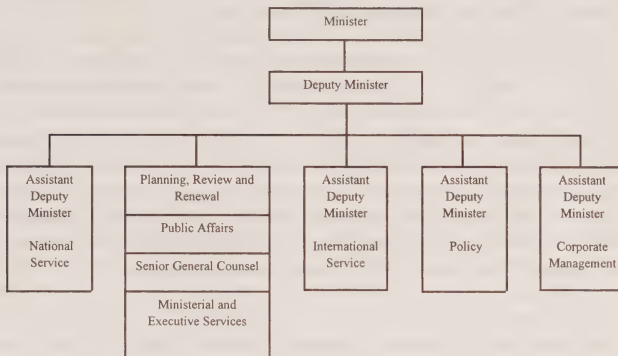 Minister
Deputy Minister
Assistant
Deputy
Minister
National
Service
Planning, Review and
Renewal
Public Affairs
Senior General Counsel
Ministerial and
Executive Services
Assistant
Deputy
Minister
International
Service
Assistant
Deputy
Minister
Policy
Assistant
Deputy
Minister
Corporate
Management